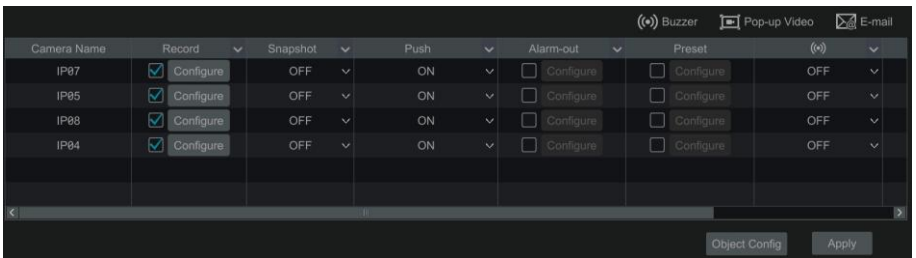 Buzzer Pop-up Video E-mail
Camera Name Record Snapshot Push Alarm-out Preset
IP07 Configure OFF ON Configure Configure OFF
IP05 Configure OFF ON Configure Configure OFF
IP08 Configure OFF ON Configure Configure OFF
IP04 Configure OFF ON Configure Configure OFF
Object Config Apply